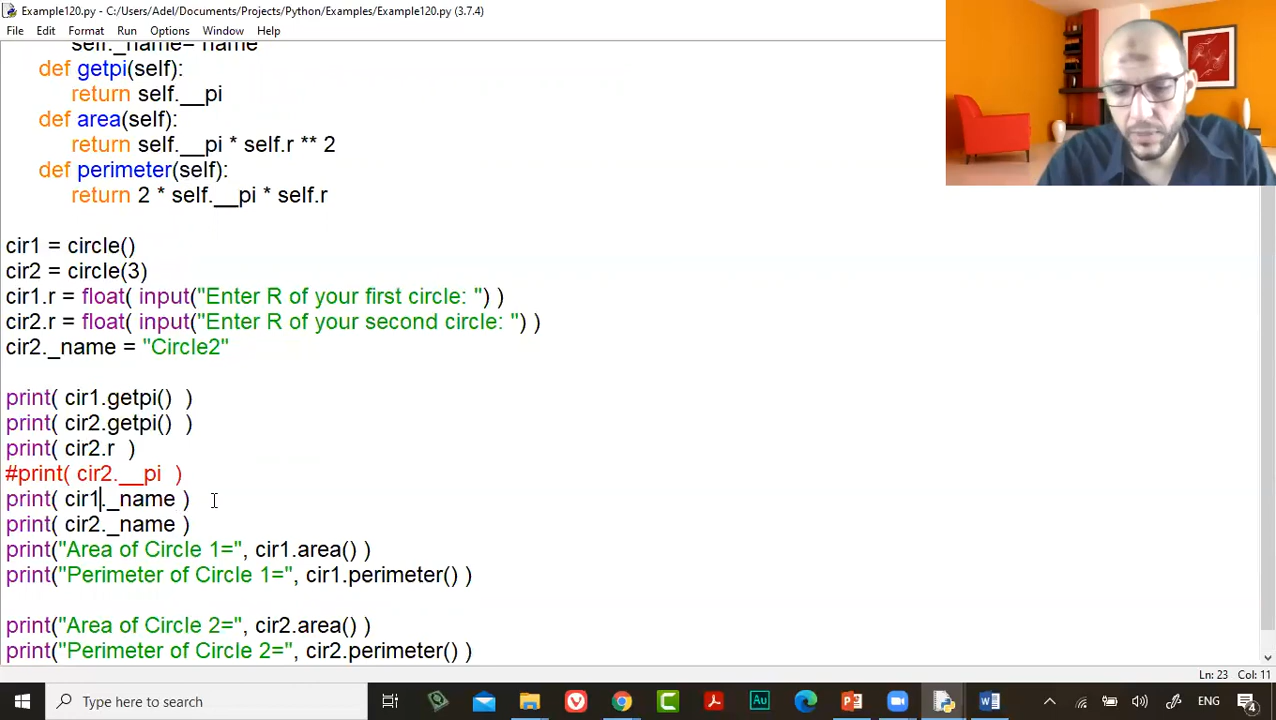 Example120.py - C:/Users/Adel/Documents/Projects/Python/Examples/Example120.py (3.7.4)
File Edit Format Run Options Window Help
self._name= name
def getpi(self):
return self.__pi
def area(self):
return self.__pi * self.r ** 2
def perimeter(self):
return 2 * self.__pi * self.r
cir1 = circle()
cir2 = circle(3)
cir1.r = float( input("Enter R of your first circle: ") )
cir2.r = float( input("Enter R of your second circle: ") )
cir2._name = "Circle2"
print( cir1.getpi()  )
print( cir2.getpi()  )
print( cir2.r  )
#print( cir2.__pi  )
print( cir1._name )
print( cir2._name )
print("Area of Circle 1=", cir1.area() )
print("Perimeter of Circle 1=", cir1.perimeter() )
print("Area of Circle 2=", cir2.area() )
print("Perimeter of Circle 2=", cir2.perimeter() )
Ln: 23 Col: 11
Type here to search
ENG
4